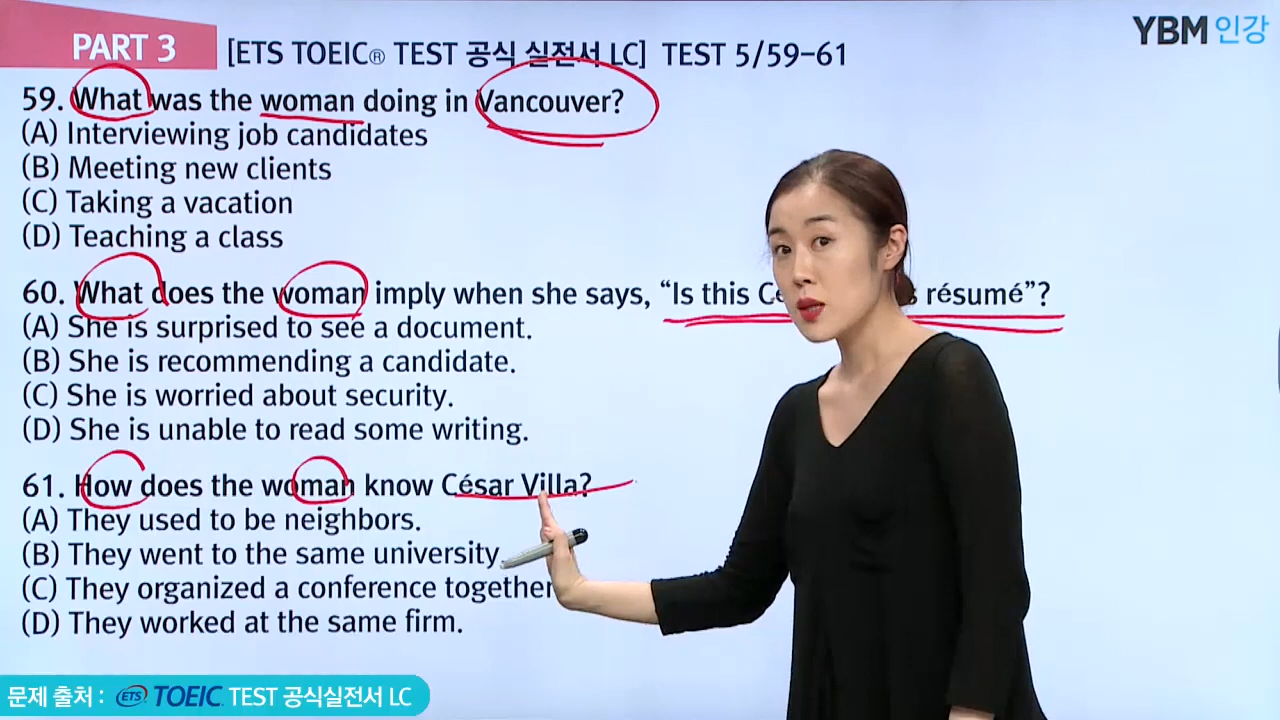 PART 3
[ETS TOEIC® TEST 공식 실전서 LC] TEST 5/59-61
YBM 인강
59. What was the woman doing in Vancouver?
(A) Interviewing job candidates
(B) Meeting new clients
(C) Taking a vacation
(D) Teaching a class
60. What does the woman imply when she says, “Is this résumé”?
(A) She is surprised to see a document.
(B) She is recommending a candidate.
(C) She is worried about security.
(D) She is unable to read some writing.
61. How does the woman know César Villa?
(A) They used to be neighbors.
(B) They went to the same university.
(C) They organized a conference together
(D) They worked at the same firm.
문제 출처 : ETS TOEIC TEST 공식실전서 LC